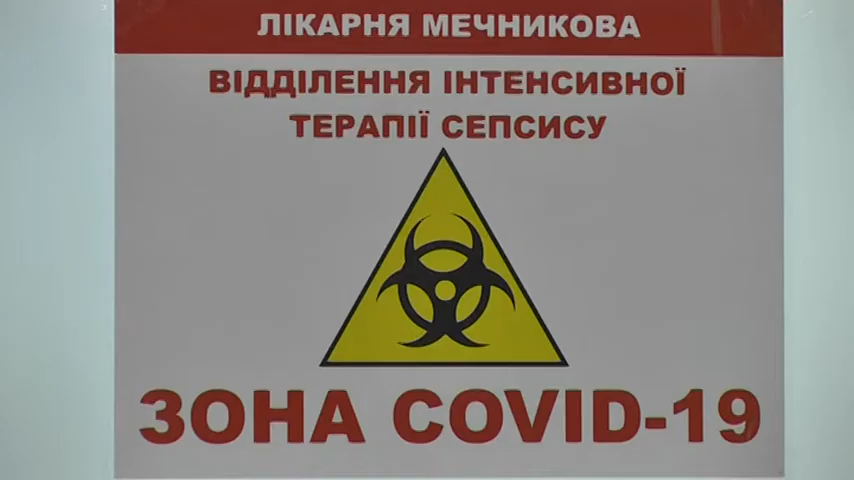 ЛІКАРНЯ МЕЧНИКОВА
ВІДДІЛЕННЯ ІНТЕНСИВНОЇ
ТЕРАПІЇ СЕПСИСУ
ЗОНА COVID-19